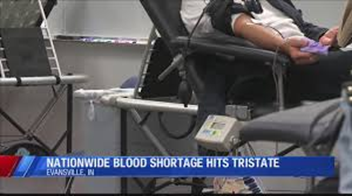 NATIONWIDE BLOOD SHORTAGE HITS TRISTATE
EVANSVILLE, IN